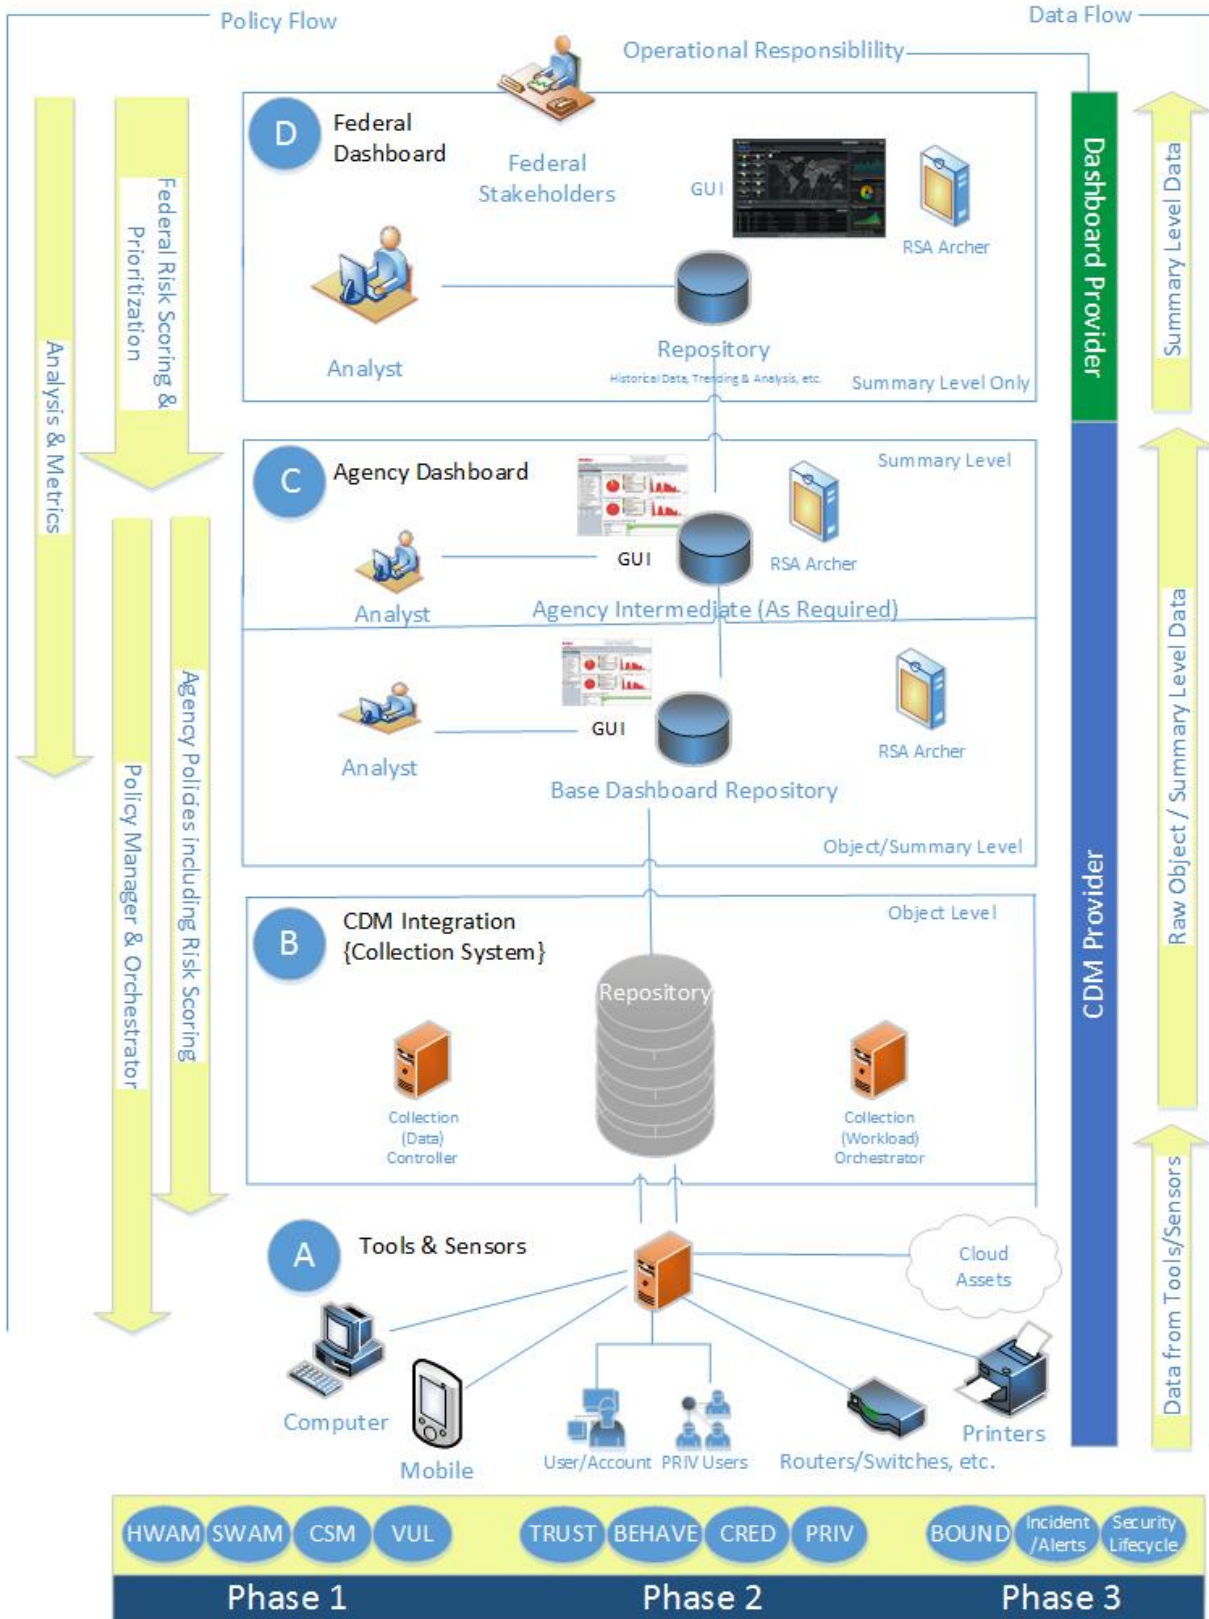 Policy Flow
Data Flow
Operational Responsiblility
D
Federal
Dashboard
Federal
Stakeholders
GUI
RSA Archer
Analyst
Repository
Historical Data, Trending & Analysis, etc.
Summary Level Only
C
Agency Dashboard
Summary Level
GUI
RSA Archer
Analyst
Agency Intermediate (As Required)
GUI
RSA Archer
Analyst
Base Dashboard Repository
Object/Summary Level
B
CDM Integration
{Collection System}
Object Level
Repository
Collection
(Data)
Controller
Collection
(Workload)
Orchestrator
A
Tools & Sensors
Cloud
Assets
Computer
Mobile
User/Account
PRIV Users
Routers/Switches, etc.
Printers
Analysis & Metrics
Federal Risk Scoring &
Prioritization
Policy Manager & Orchestrator
Agency Policies including Risk Scoring
Dashboard Provider
CDM Provider
Summary Level Data
Raw Object / Summary Level Data
Data from Tools/Sensors
HWAM
SWAM
CSM
VUL
TRUST
BEHAVE
CRED
PRIV
BOUND
Incident
/Alerts
Security
Lifecycle
Phase 1
Phase 2
Phase 3